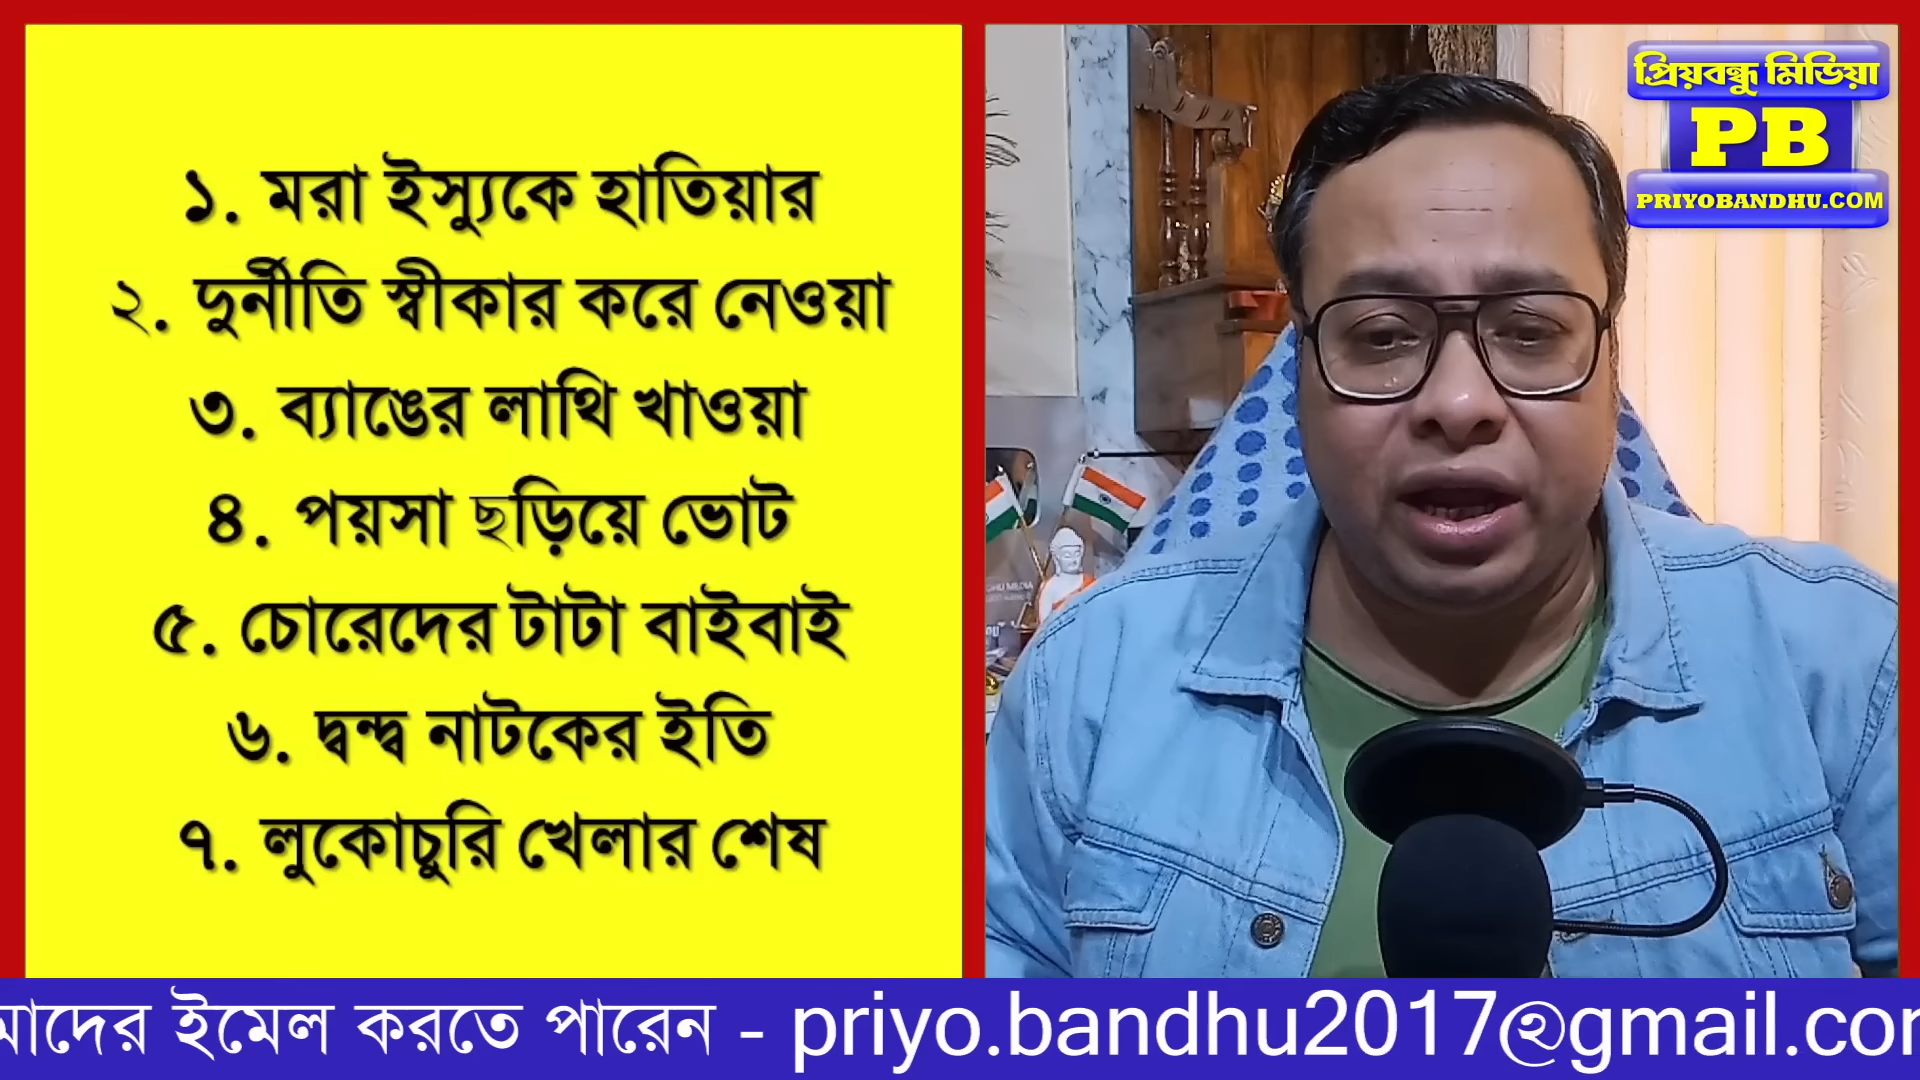 ১. মরা ইস্যুকে হাতিয়ার
২. দুর্নীতি স্বীকার করে নেওয়া
৩. ব্যাঙের লাথি খাওয়া
৪. পয়সা ছড়িয়ে ভোট
৫. চোরেদের টাটা বাইবাই
৬. দ্বন্দ্ব নাটকের ইতি
৭. লুকোচুরি খেলার শেষ
প্রিয়বন্ধু মিডিয়া
PB
PRIYOBANDHU.COM
মাদের ইমেল করতে পারেন - priyo.bandhu2017@gmail.com